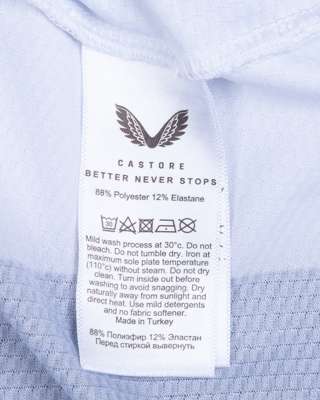 CASTORE
BETTER NEVER STOPS
88% Polyester 12% Elastane
30
Mild wash process at 30°c. Do not
bleach. Do not tumble dry. Iron at
maximum sole plate temperature
(110°c) without steam. Do not dry
clean. Turn inside out before
washing to avoid snagging. Dry
naturally away from sunlight and
direct heat. Use mild detergents
and no fabric softener.
Made in Turkey
88% Полиэфир 12% Эластан
Перед стиркой вывернуть